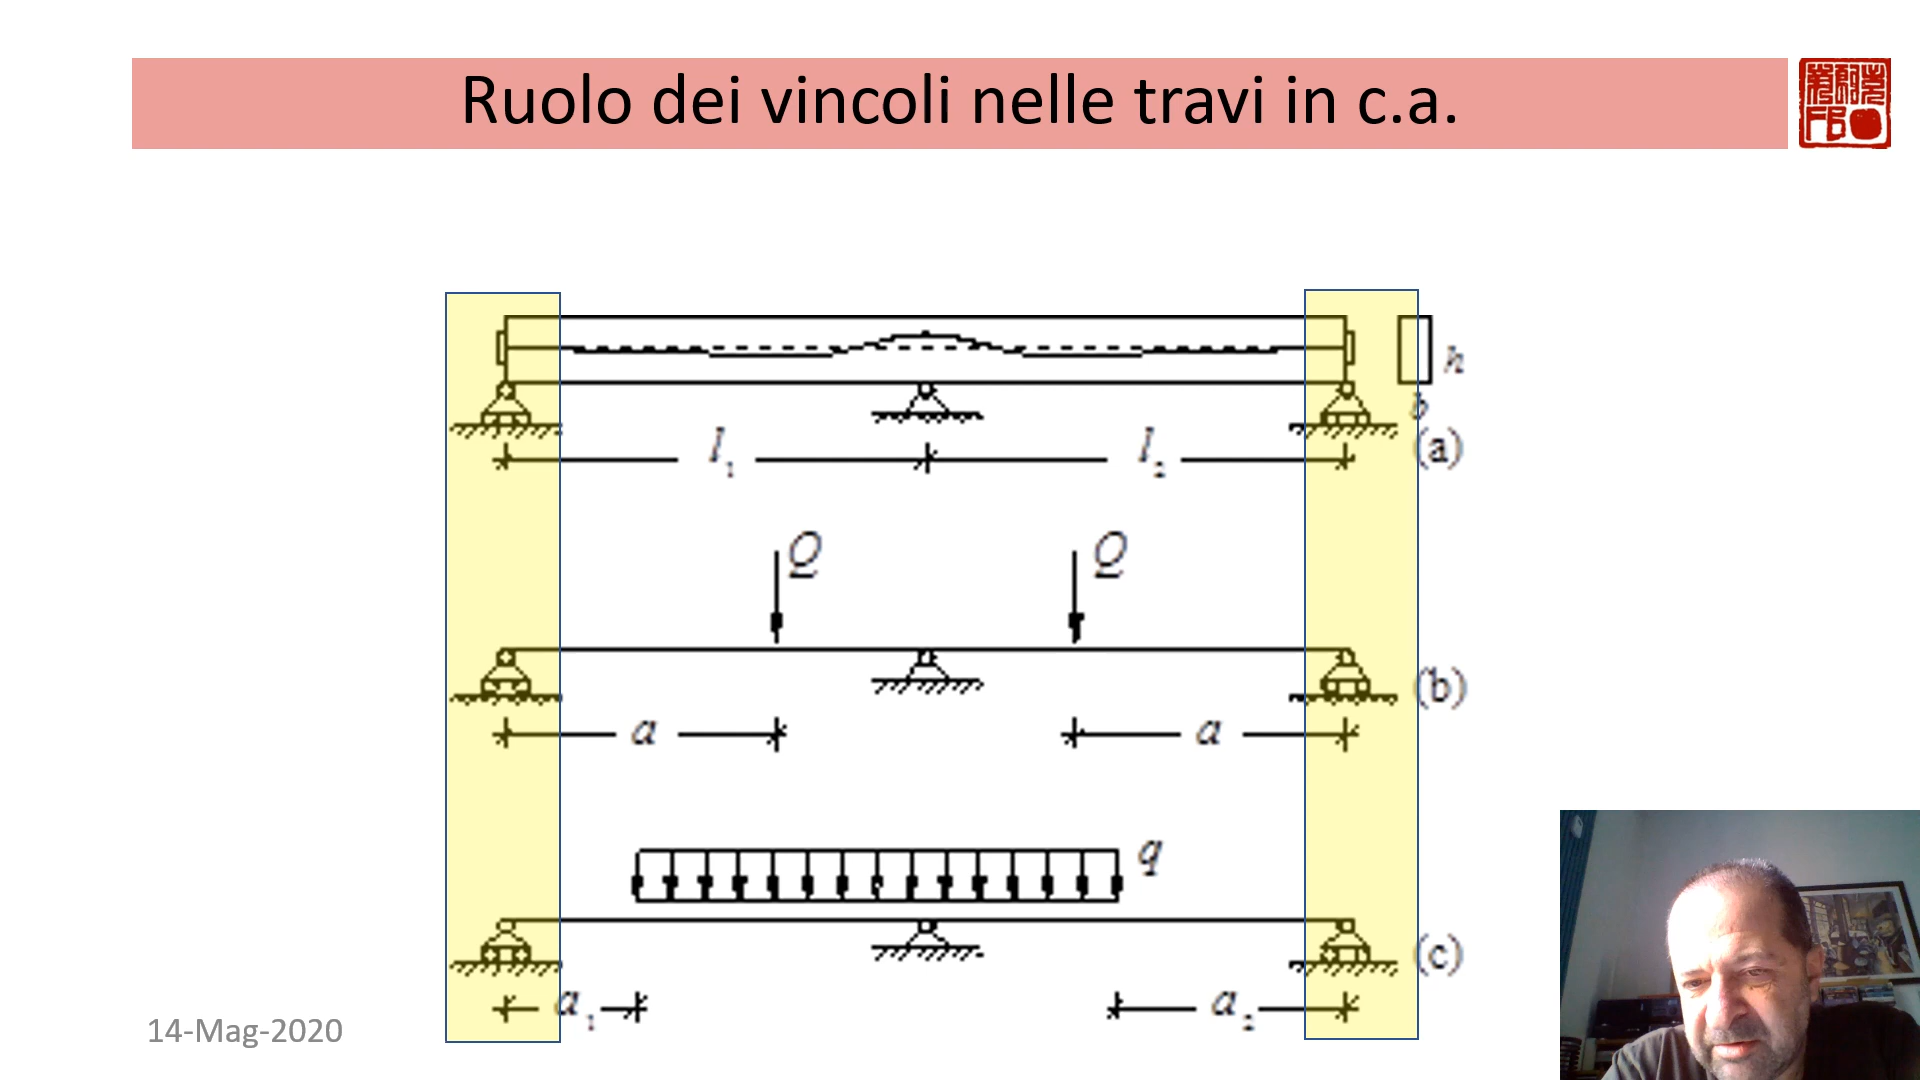 Ruolo dei vincoli nelle travi in c.a.
h
b
(a)
l₁
l₂
Q
Q
(b)
a
a
q
(c)
a₁
a₂
14-Mag-2020